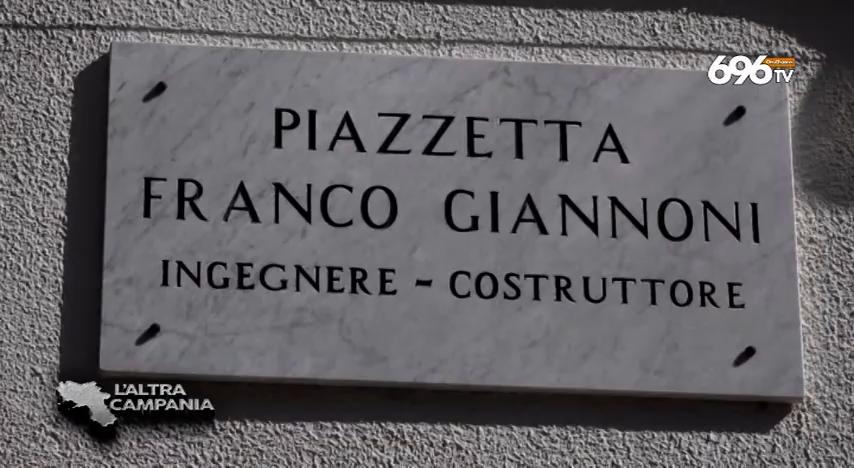 696
TV
PIAZZETTA
FRANCO GIANNONI
INGEGNERE - COSTRUTTORE
L'ALTRA
CAMPANIA